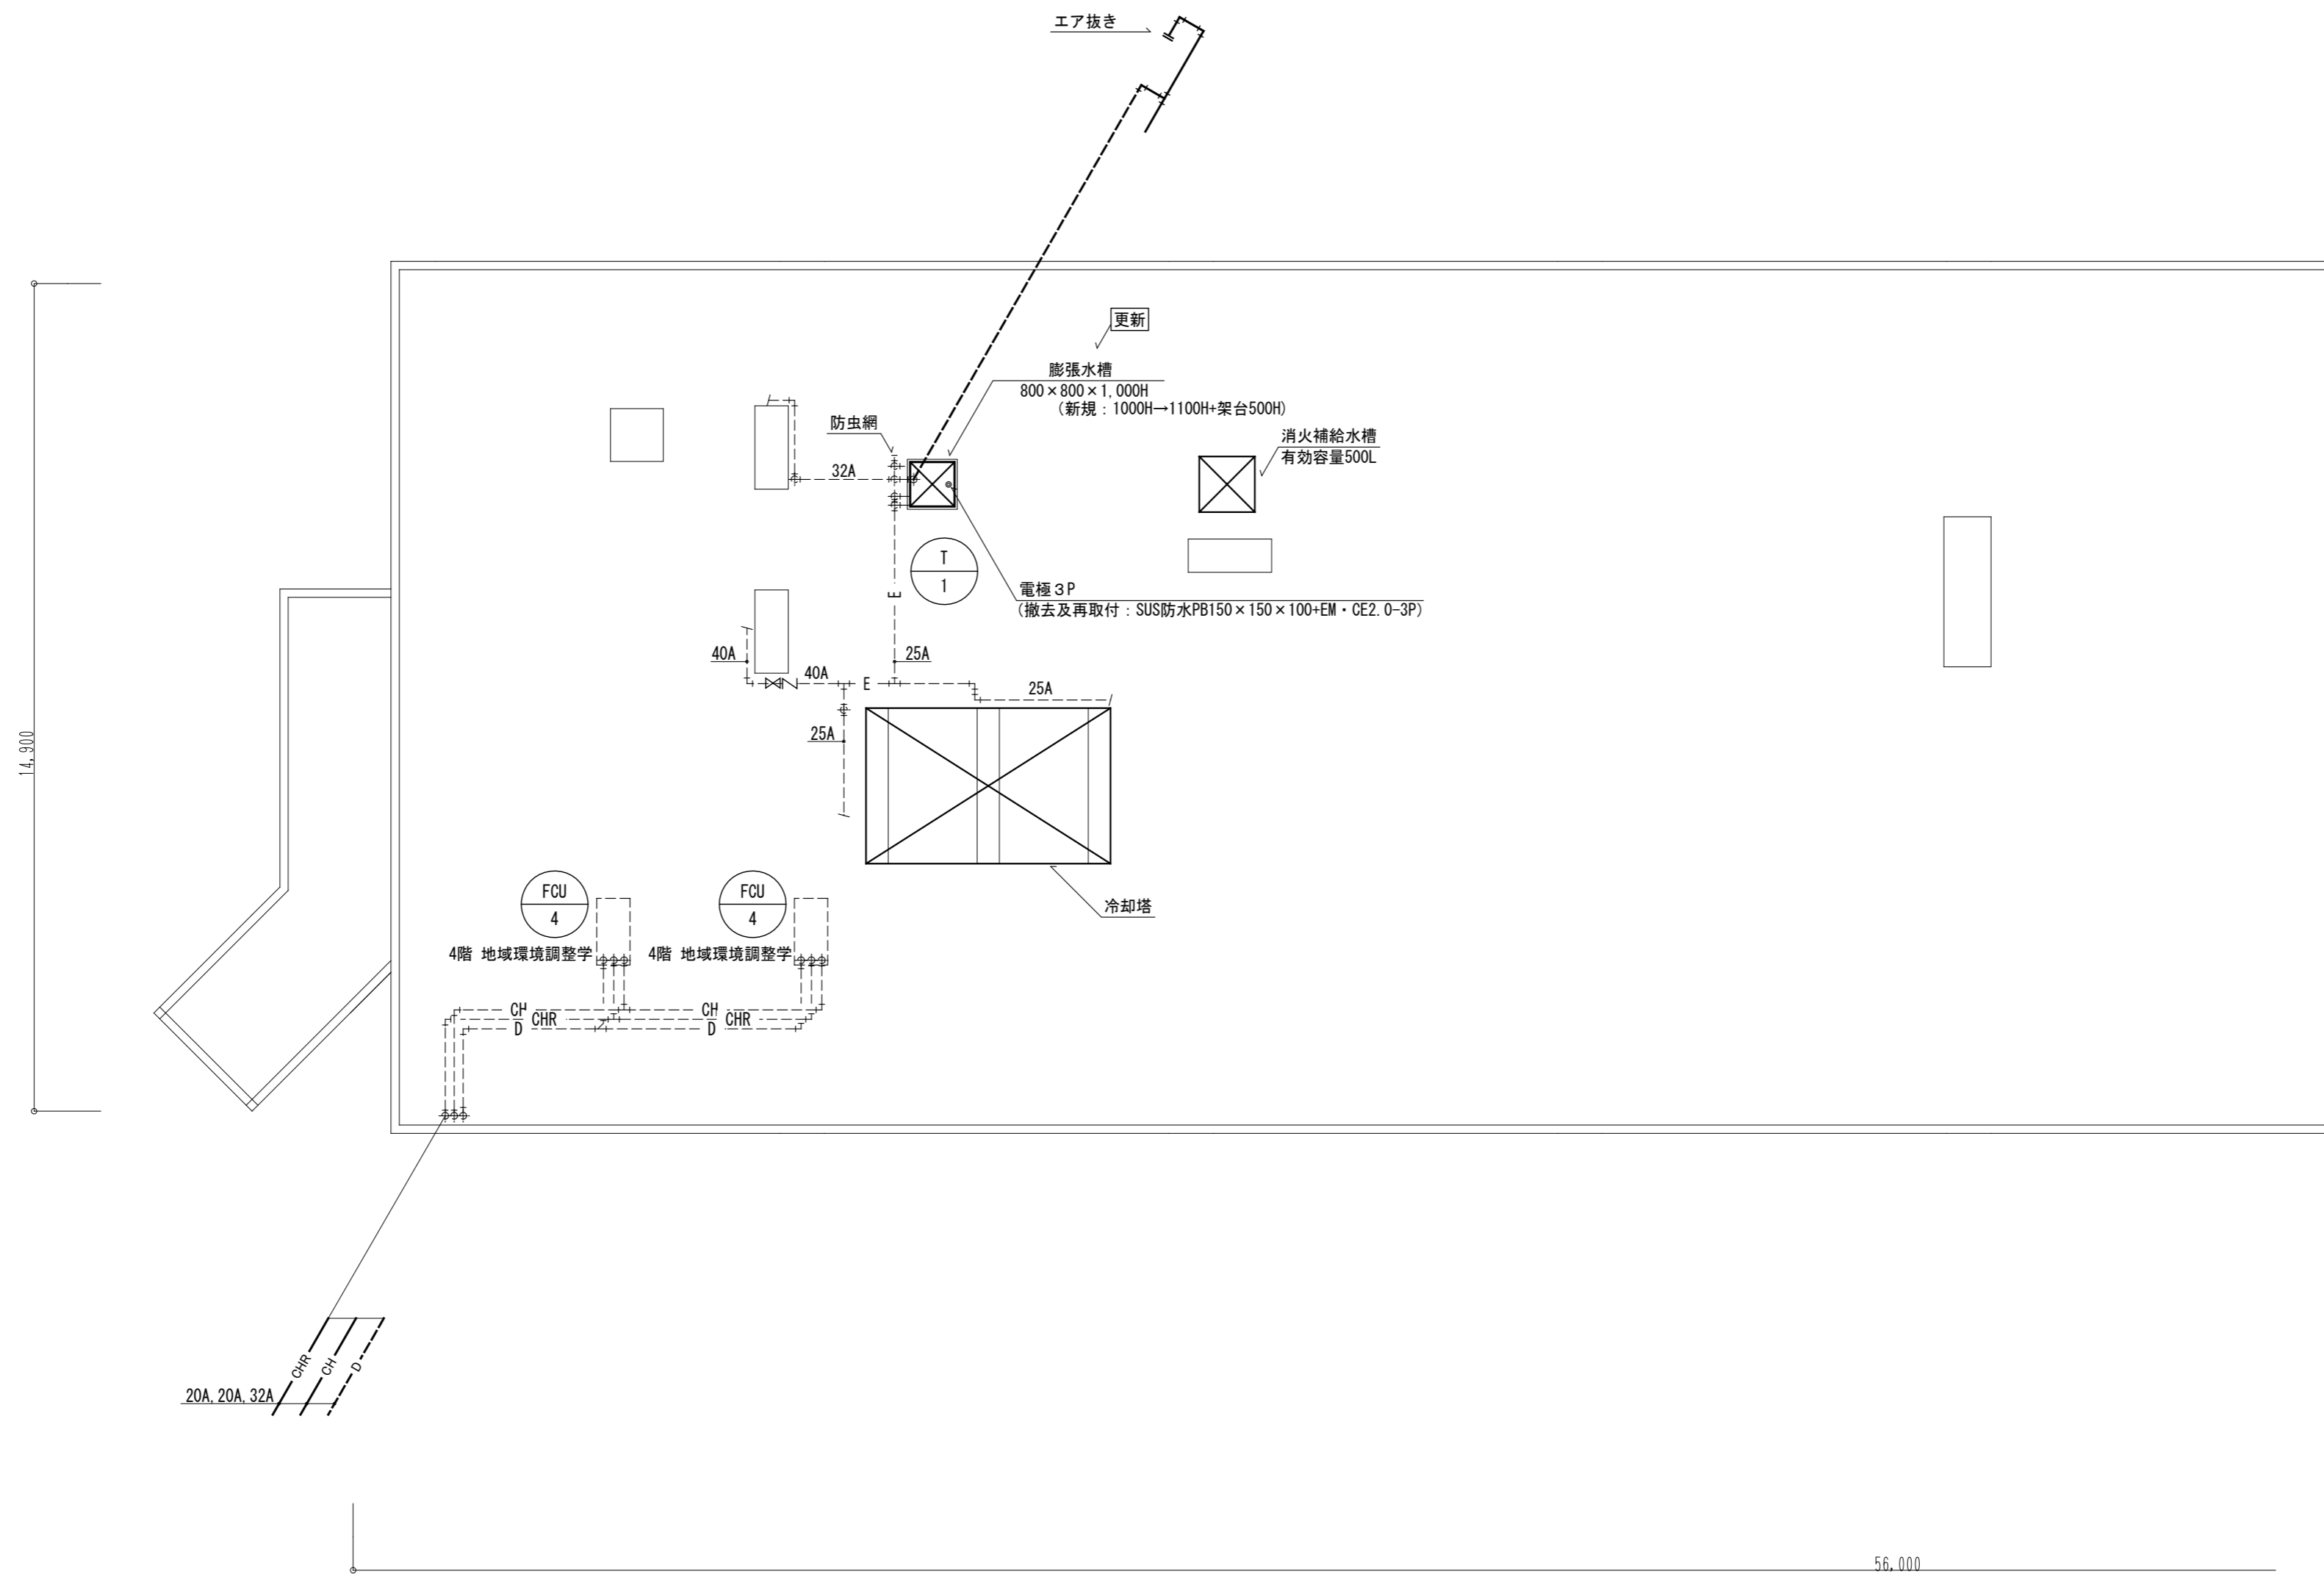 エア抜き
更新
膨張水槽
800×800×1,000H
(新規:1000H→1100H+架台500H)
防虫網
消火補給水槽
有効容量500L
32A
T
1
E
電極3P
(撤去及再取付:SUS防水PB150×150×100+EM・CE2.0-3P)
40A
25A
40A
E
25A
25A
14,900
冷却塔
FCU
4
FCU
4
4階 地域環境調整学
4階 地域環境調整学
CH
CH
CHR
CHR
D
D
CHR
CH
D
20A,20A,32A
56,000